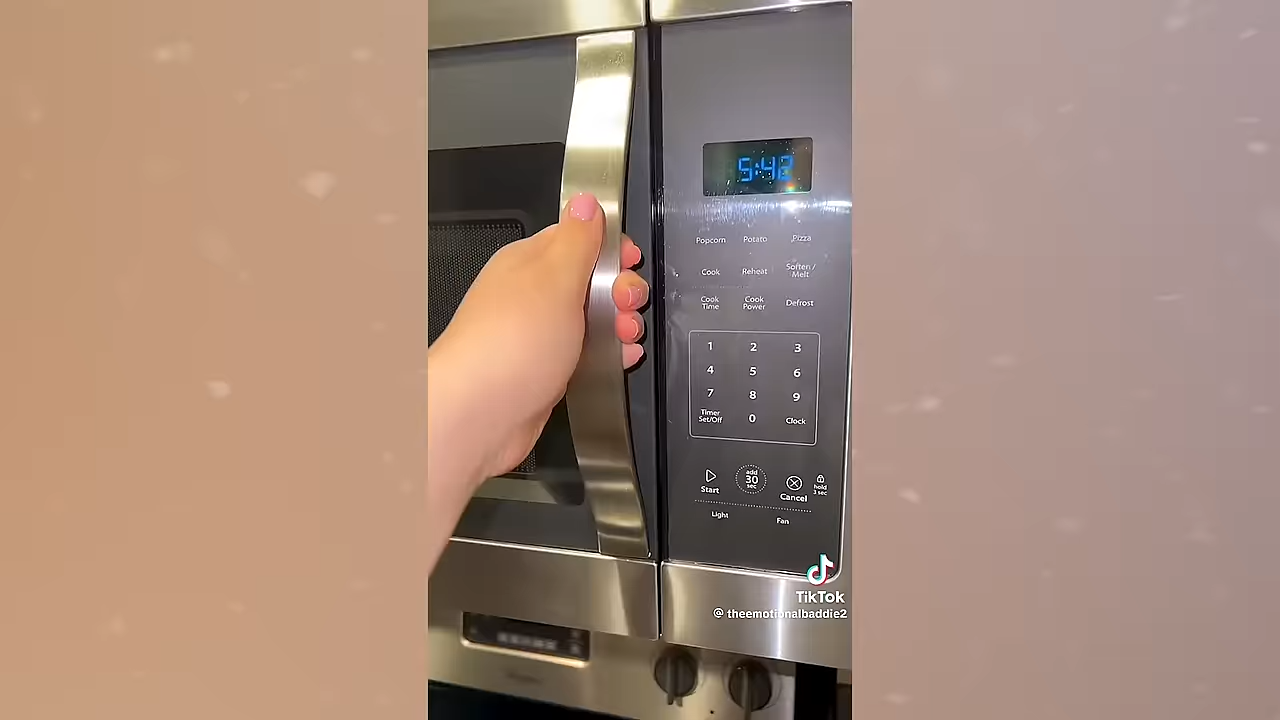 5:42
Popcorn Potato Pizza
Cook Reheat Soften / Melt
Cook Time Cook Power Defrost
1 2 3
4 5 6
7 8 9
Timer Set/Off 0 Clock
add 30 sec
Start Cancel hold 3 sec
Light Fan
TikTok
@ theemotionalbaddie2